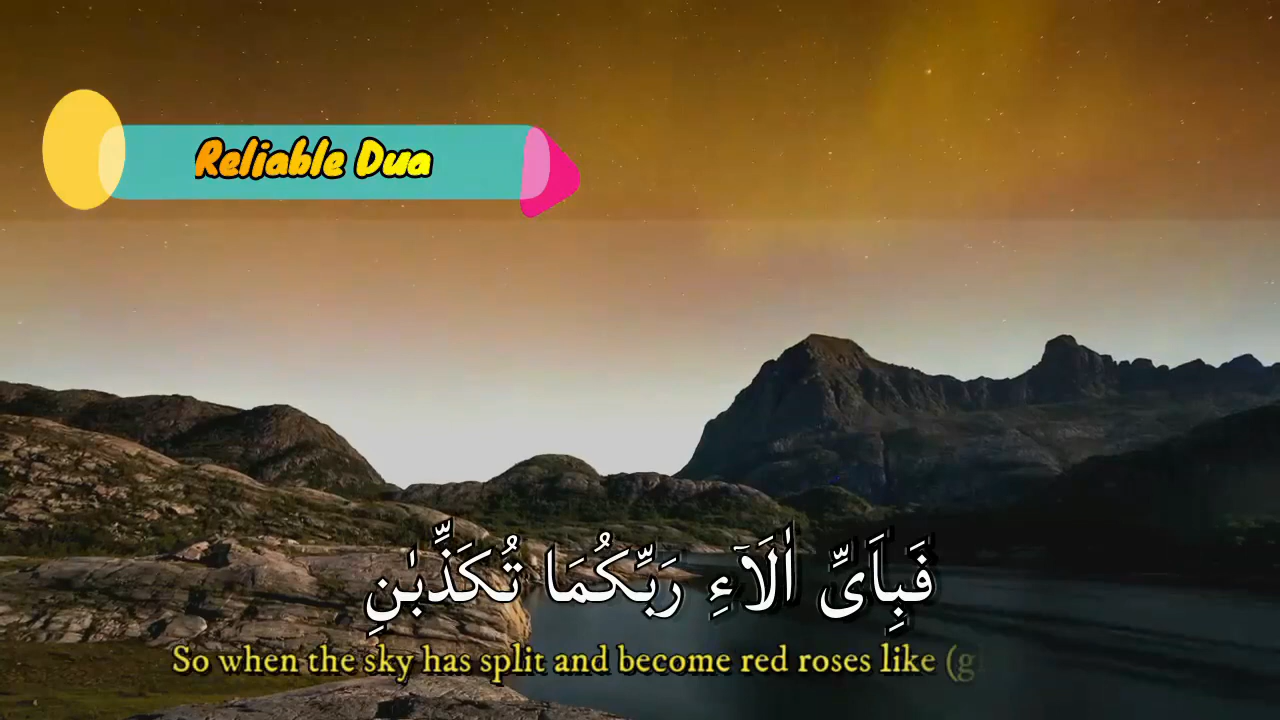 Reliable Dua
فَبِاَىِّ اٰلَآءِ رَبِّكُمَا تُكَذِّبٰنِ
So when the sky has split and become red roses like (g